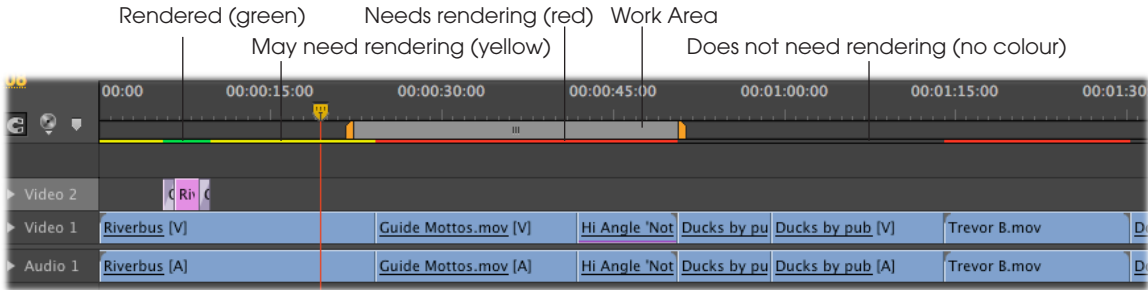 Rendered (green) Needs rendering (red) Work Area
May need rendering (yellow) Does not need rendering (no colour)
00:00 00:00:15:00 00:00:30:00 00:00:45:00 00:01:00:00 00:01:15:00 00:01:30
Video 2 Riv
Video 1 Riverbus [V] Guide Mottos.mov [V] Hi Angle 'Not Ducks by pu Ducks by pub [V] Trevor B.mov
Audio 1 Riverbus [A] Guide Mottos.mov [A] Hi Angle 'Not Ducks by pu Ducks by pub [A] Trevor B.mov